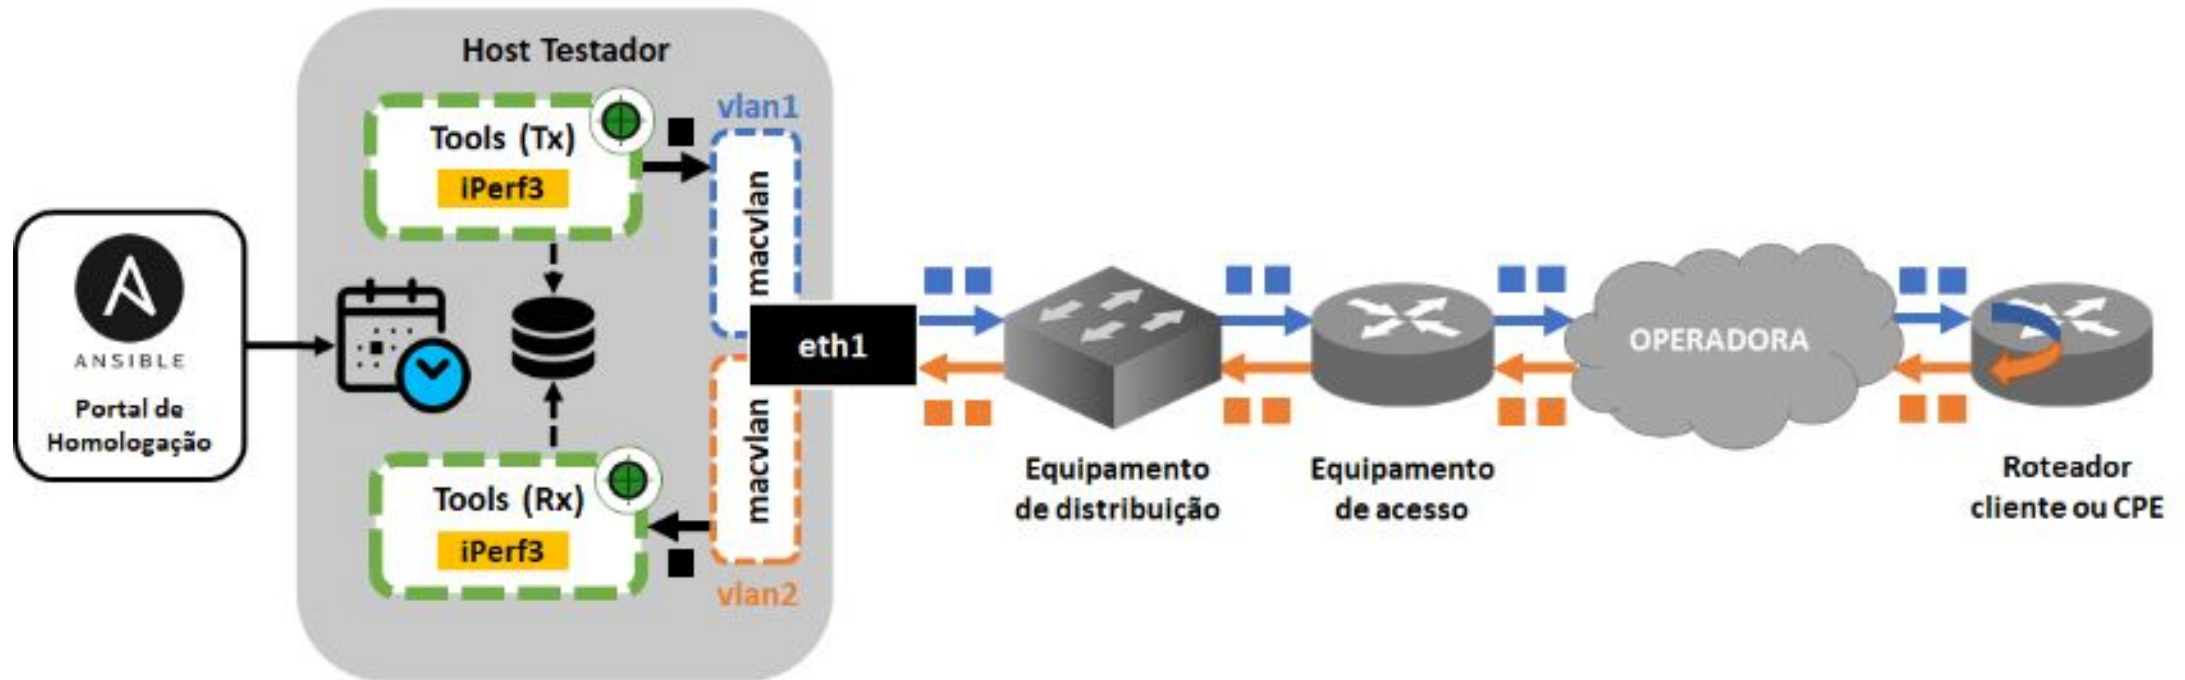 Host Testador
Tools (Tx)
iPerf3
vlan1
macvlan
ANSIBLE
Portal de
Homologação
eth1
OPERADORA
macvlan
Tools (Rx)
iPerf3
vlan2
Equipamento
de distribuição
Equipamento
de acesso
Roteador
cliente ou CPE